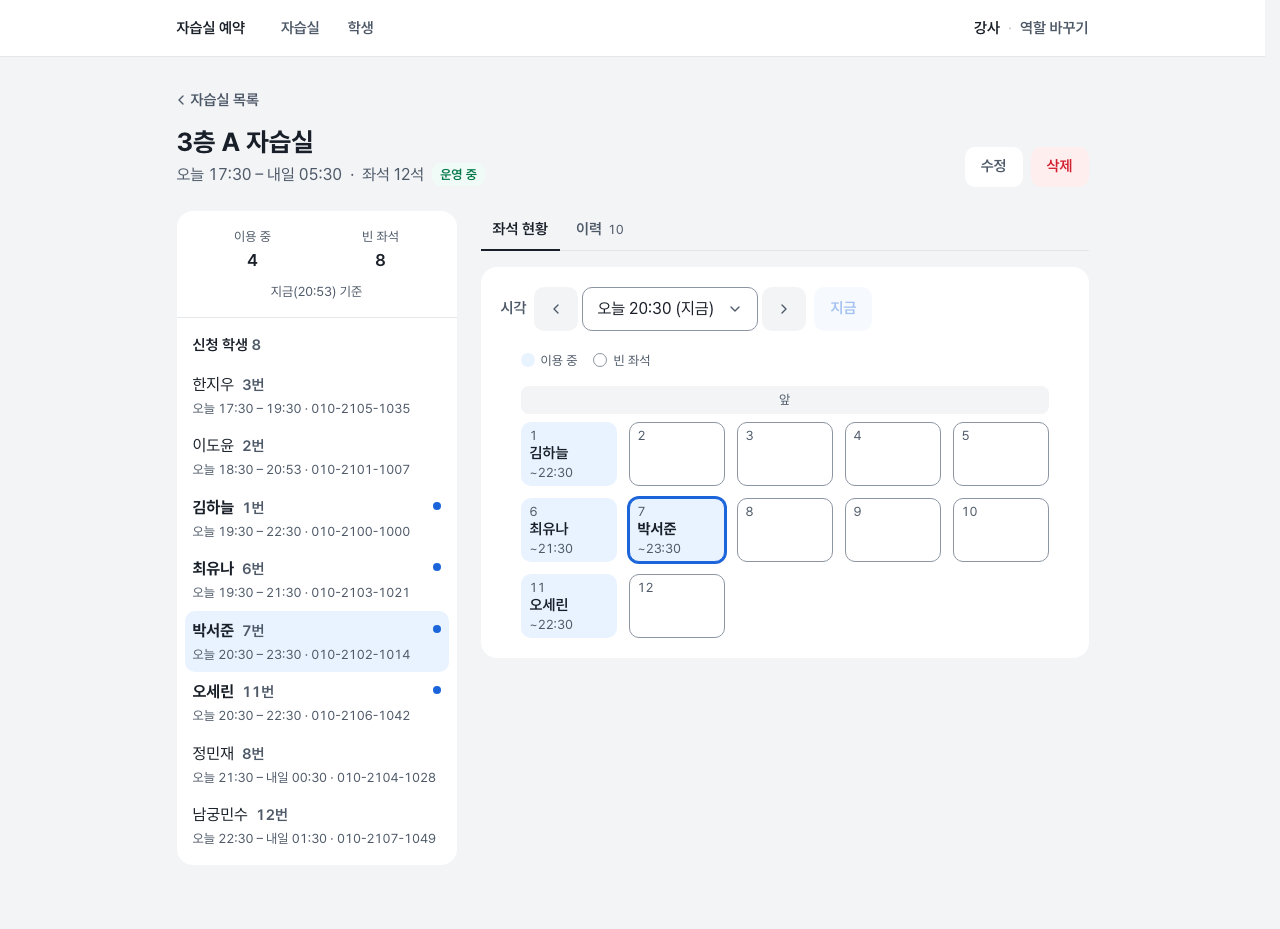 자습실 예약 자습실 학생 강사 · 역할 바꾸기
자습실 목록
3층 A 자습실
오늘 17:30 – 내일 05:30 · 좌석 12석 운영 중
수정 삭제
이용 중 빈 좌석
4 8
지금(20:53) 기준
신청 학생 8
한지우 3번
오늘 17:30 – 19:30 · 010-2105-1035
이도윤 2번
오늘 18:30 – 20:53 · 010-2101-1007
김하늘 1번
오늘 19:30 – 22:30 · 010-2100-1000
최유나 6번
오늘 19:30 – 21:30 · 010-2103-1021
박서준 7번
오늘 20:30 – 23:30 · 010-2102-1014
오세린 11번
오늘 20:30 – 22:30 · 010-2106-1042
정민재 8번
오늘 21:30 – 내일 00:30 · 010-2104-1028
남궁민수 12번
오늘 22:30 – 내일 01:30 · 010-2107-1049
좌석 현황 이력 10
시각 오늘 20:30 (지금) 지금
이용 중 빈 좌석
앞
1 2 3 4 5
김하늘
~22:30
6 7 8 9 10
최유나 박서준
~21:30 ~23:30
11 12
오세린
~22:30